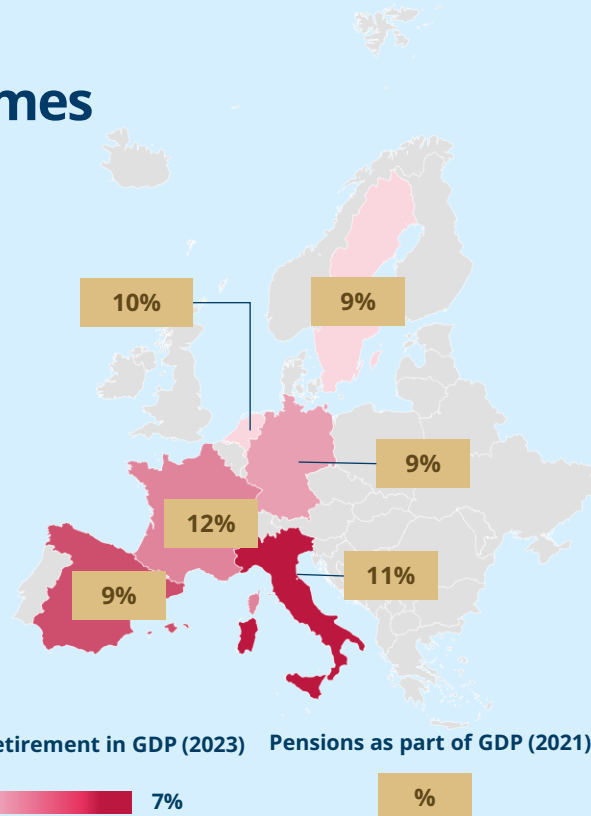 mes
10%
9%
9%
12%
11%
9%
etirement in GDP (2023)
Pensions as part of GDP (2021)
7%
%